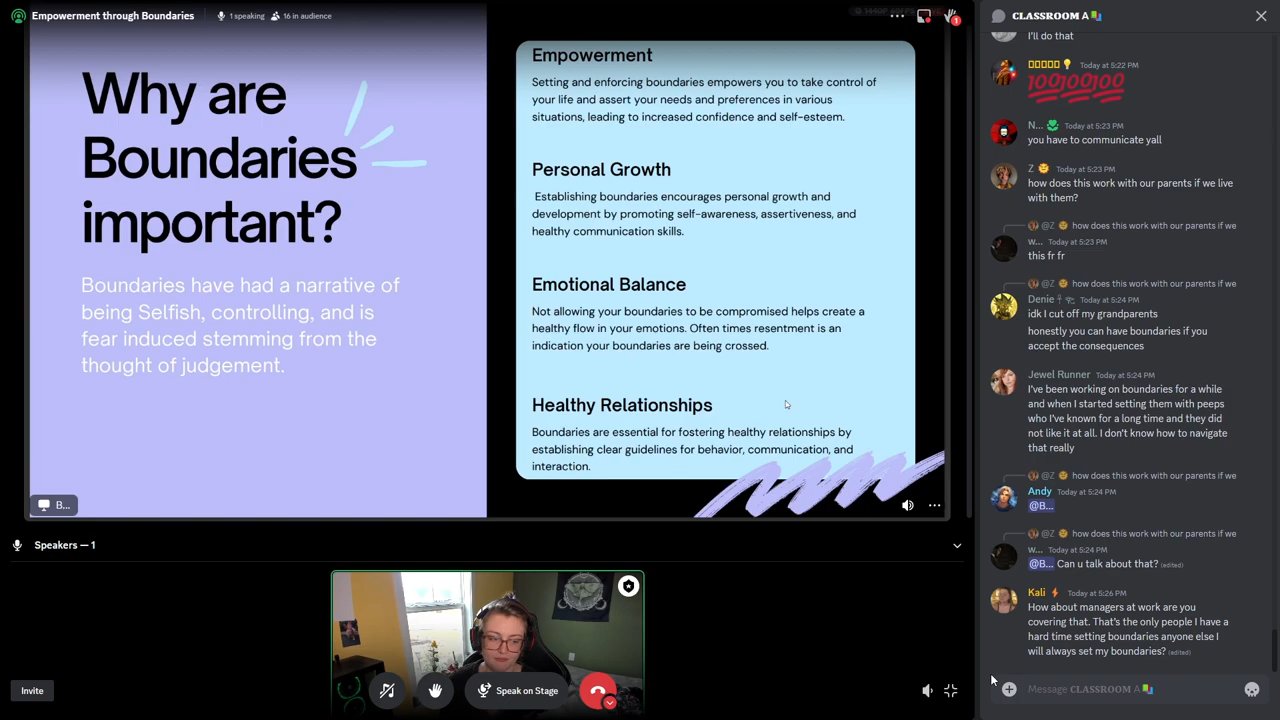 Empowerment through Boundaries
1 speaking
16 in audience
1
Why are
Boundaries
important?
Boundaries have had a narrative of
being Selfish, controlling, and is
fear induced stemming from the
thought of judgement.
Empowerment
Setting and enforcing boundaries empowers you to take control of
your life and assert your needs and preferences in various
situations, leading to increased confidence and self-esteem.
Personal Growth
Establishing boundaries encourages personal growth and
development by promoting self-awareness, assertiveness, and
healthy communication skills.
Emotional Balance
Not allowing your boundaries to be compromised helps create a
healthy flow in your emotions. Often times resentment is an
indication your boundaries are being crossed.
Healthy Relationships
Boundaries are essential for fostering healthy relationships by
establishing clear guidelines for behavior, communication, and
interaction.
B...
Speakers — 1
Invite
Speak on Stage
CLASSROOM A
I'll do that
Today at 5:22 PM
100 100 100
N... Today at 5:23 PM
you have to communicate yall
Z Today at 5:23 PM
how does this work with our parents if we live
with them?
@Z how does this work with our parents if we
w... Today at 5:23 PM
this fr fr
@Z how does this work with our parents if we
Denie Today at 5:24 PM
idk I cut off my grandparents
honestly you can have boundaries if you
accept the consequences
Jewel Runner Today at 5:24 PM
I've been working on boundaries for a while
and when I started setting them with peeps
who I've known for a long time and they did
not like it at all. I don't know how to navigate
that really
@Z how does this work with our parents if we
Andy Today at 5:24 PM
@B...
@Z how does this work with our parents if we
w... Today at 5:24 PM
@B... Can u talk about that? (edited)
Kali Today at 5:26 PM
How about managers at work are you
covering that. That's the only people I have a
hard time setting boundaries anyone else I
will always set my boundaries? (edited)
Message CLASSROOM A